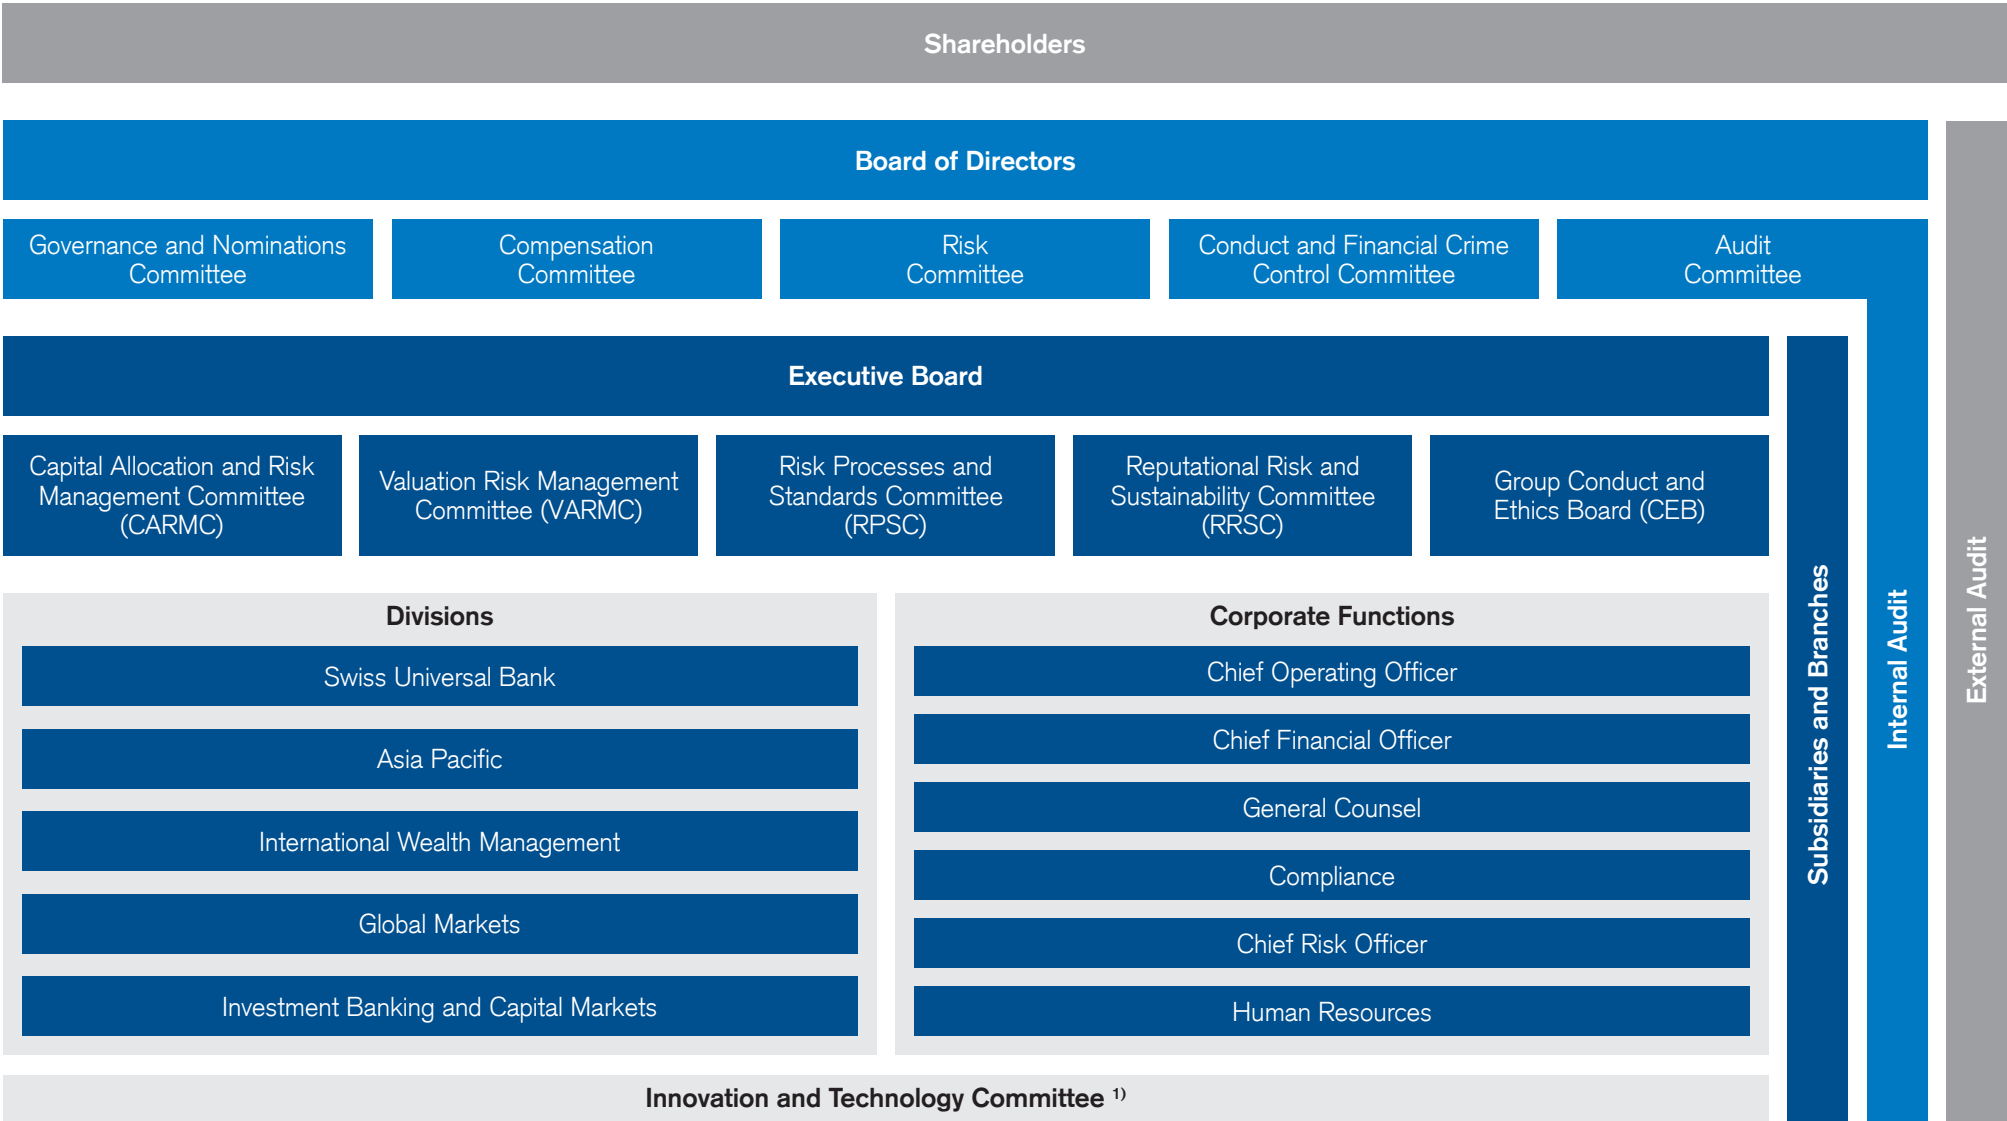 Shareholders
Board of Directors
Governance and Nominations
Committee
Compensation
Committee
Risk
Committee
Conduct and Financial Crime
Control Committee
Audit
Committee
Executive Board
Capital Allocation and Risk
Management Committee
(CARMC)
Valuation Risk Management
Committee (VARMC)
Risk Processes and
Standards Committee
(RPSC)
Reputational Risk and
Sustainability Committee
(RRSC)
Group Conduct and
Ethics Board (CEB)
Divisions
Swiss Universal Bank
Asia Pacific
International Wealth Management
Global Markets
Investment Banking and Capital Markets
Corporate Functions
Chief Operating Officer
Chief Financial Officer
General Counsel
Compliance
Chief Risk Officer
Human Resources
Innovation and Technology Committee 1)
Subsidiaries and Branches
Internal Audit
External Audit